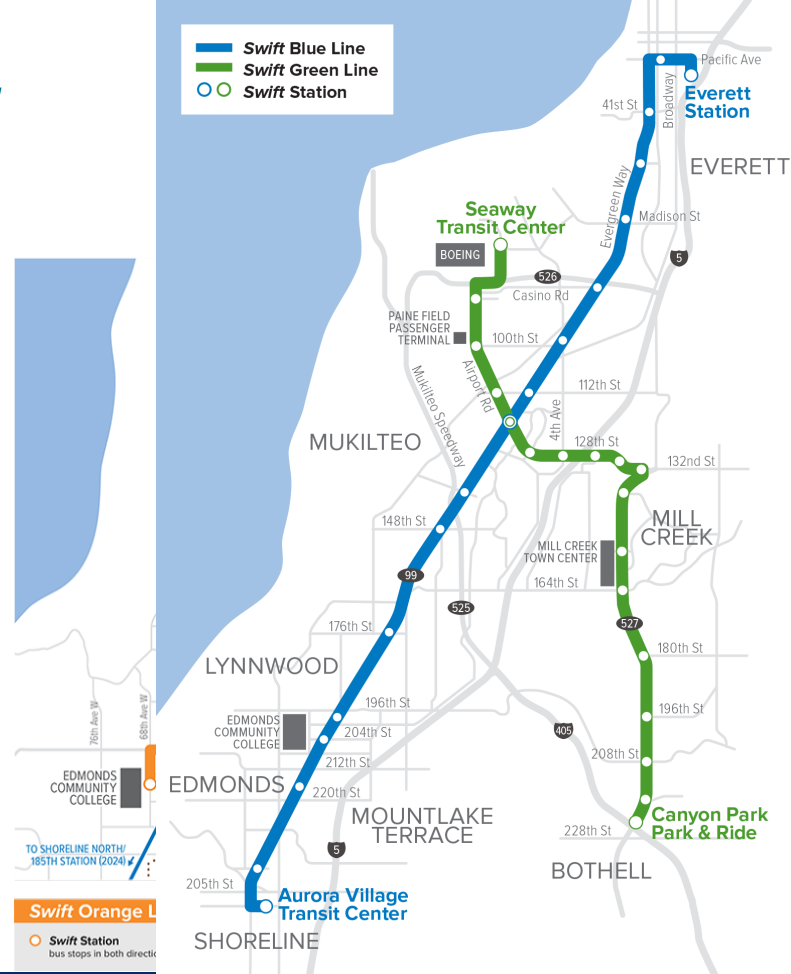 Swift Blue Line
Swift Green Line
Swift Station
Pacific Ave
Everett
Station
41st St
Broadway
EVERETT
Evergreen Way
Madison St
Seaway
Transit Center
BOEING
5
526
Casino Rd
PAINE FIELD
PASSENGER
TERMINAL
100th St
Airport Rd
Mukilteo Speedway
112th St
4th Ave
128th St
MUKILTEO
132nd St
148th St
MILL
CREEK
MILL CREEK
TOWN CENTER
99
164th St
525
527
176th St
180th St
LYNNWOOD
196th St
196th St
EDMONDS
COMMUNITY
COLLEGE
204th St
405
76th Ave W
68th Ave W
208th St
212th St
EDMONDS
COMMUNITY
COLLEGE
EDMONDS
220th St
MOUNTLAKE
TERRACE
Canyon Park
Park & Ride
228th St
TO SHORELINE NORTH/
185TH STATION (2024)
5
BOTHELL
205th St
Aurora Village
Transit Center
Swift Orange L
SHORELINE
Swift Station
bus stops in both directio